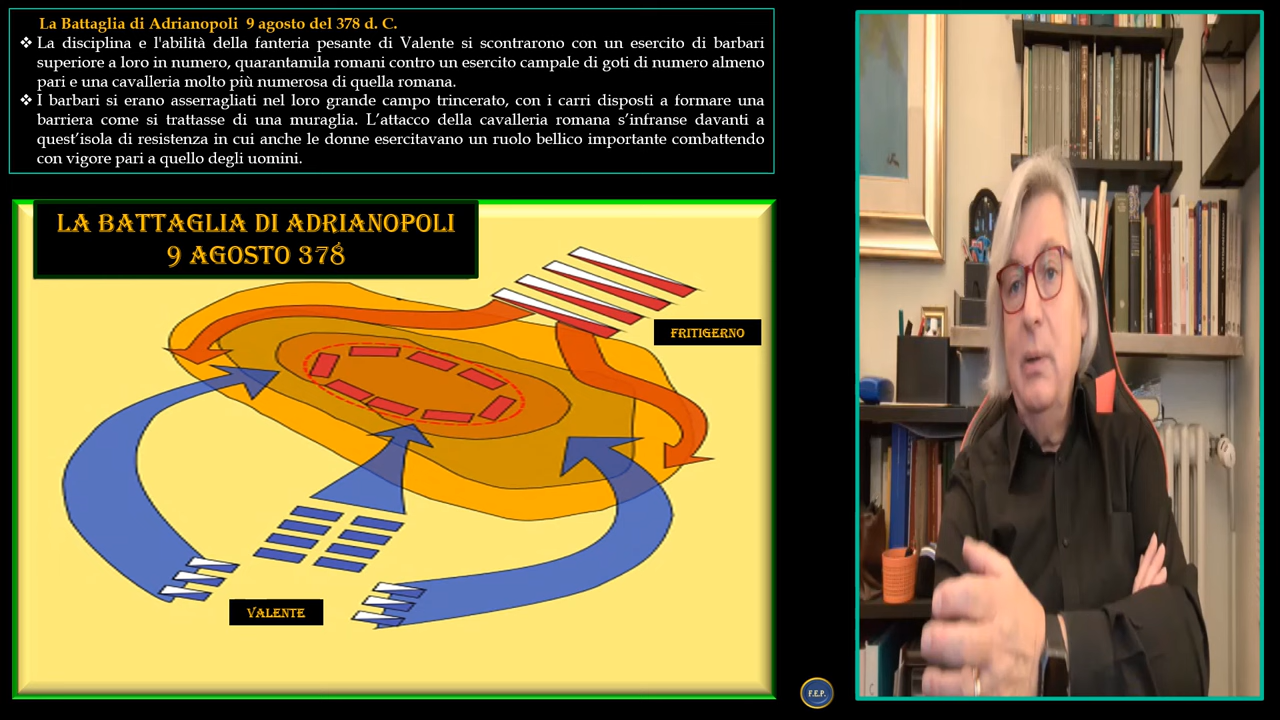 La Battaglia di Adrianopoli 9 agosto del 378 d. C.
❖ La disciplina e l'abilità della fanteria pesante di Valente si scontrarono con un esercito di barbari
superiore a loro in numero, quarantamila romani contro un esercito campale di goti di numero almeno
pari e una cavalleria molto più numerosa di quella romana.
❖ I barbari si erano asserragliati nel loro grande campo trincerato, con i carri disposti a formare una
barriera come si trattasse di una muraglia. L’attacco della cavalleria romana s’infranse davanti a
quest’isola di resistenza in cui anche le donne esercitavano un ruolo bellico importante combattendo
con vigore pari a quello degli uomini.
LA BATTAGLIA DI ADRIANOPOLI
9 AGOSTO 378
FRITIGERNO
VALENTE
F.E.P.